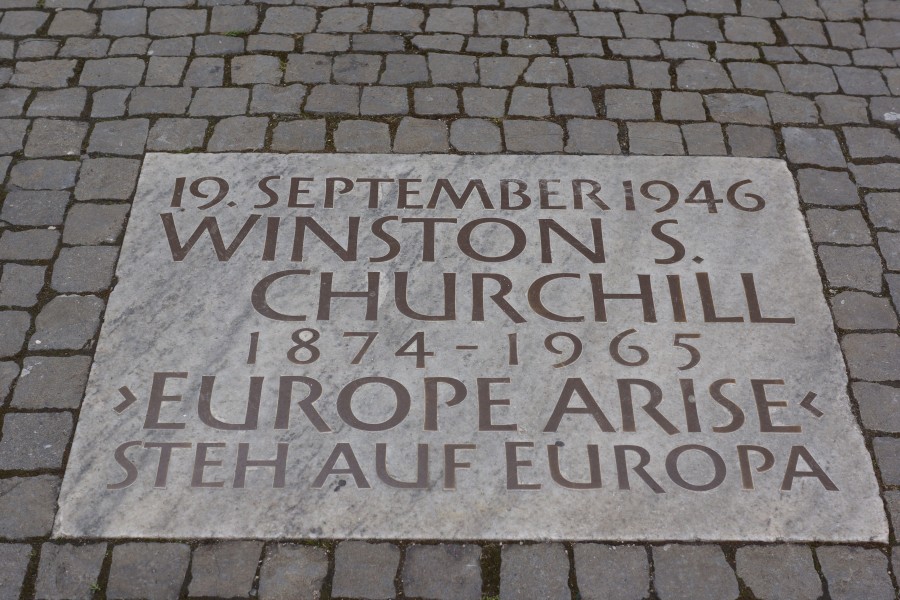 19. SEPTEMBER 1946
WINSTON S.
CHURCHILL
1874 - 1965
›EUROPE ARISE‹
STEH AUF EUROPA